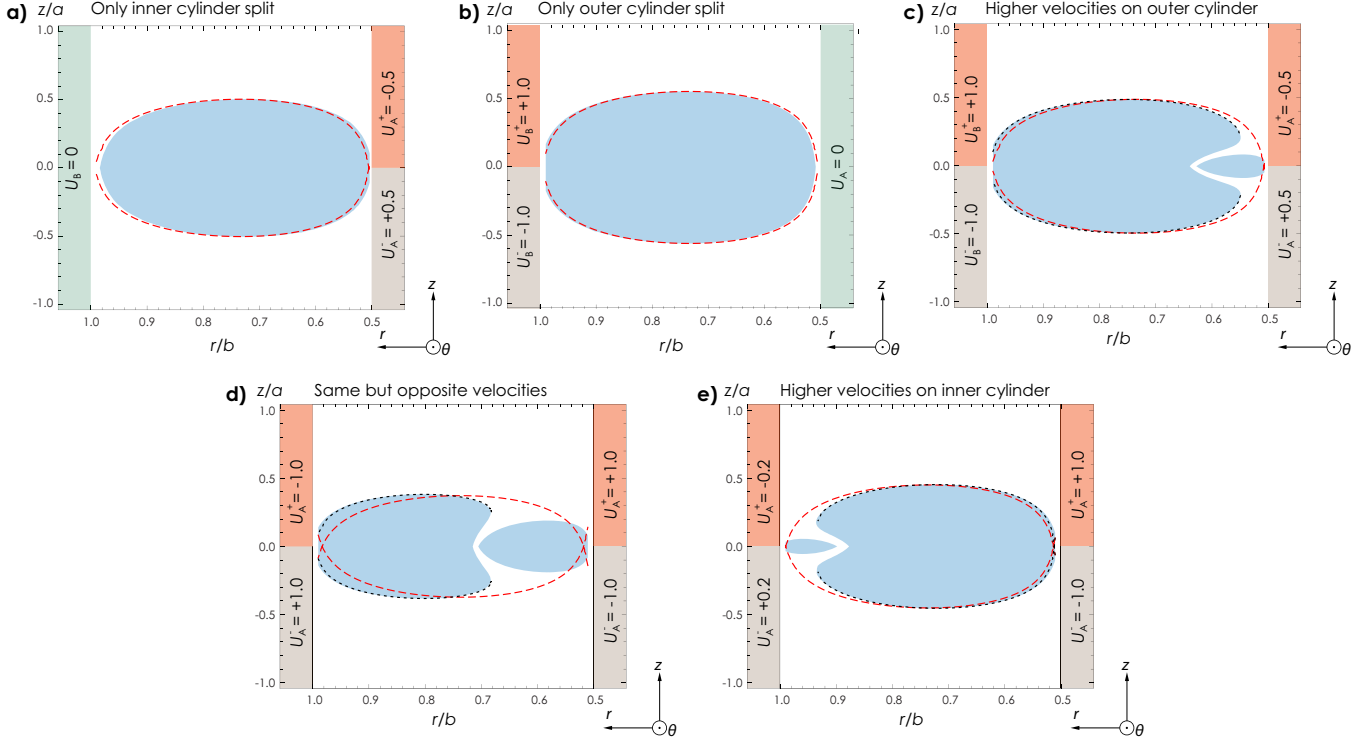 a) z/a Only inner cylinder split
1.0
0.5
0.0
-0.5
-1.0
U_B = 0
U_A^+ = -0.5
U_A^- = +0.5
1.0 0.9 0.8 0.7 0.6 0.5
r/b
z
r
θ
b) z/a Only outer cylinder split
1.0
0.5
0.0
-0.5
-1.0
U_B^+ = +1.0
U_B^- = -1.0
U_A = 0
1.0 0.9 0.8 0.7 0.6 0.5
r/b
z
r
θ
c) z/a Higher velocities on outer cylinder
1.0
0.5
0.0
-0.5
-1.0
U_B^+ = +1.0
U_B^- = -1.0
U_A^+ = -0.5
U_A^- = +0.5
1.0 0.9 0.8 0.7 0.6 0.5
r/b
z
r
θ
d) z/a Same but opposite velocities
1.0
0.5
0.0
-0.5
-1.0
U_A^+ = -1.0
U_A^- = +1.0
U_A^+ = +1.0
U_A^- = -1.0
1.0 0.9 0.8 0.7 0.6 0.5
r/b
z
r
θ
e) z/a Higher velocities on inner cylinder
1.0
0.5
0.0
-0.5
-1.0
U_A^+ = -0.2
U_A^- = +0.2
U_A^+ = +1.0
U_A^- = -1.0
1.0 0.9 0.8 0.7 0.6 0.5
r/b
z
r
θ